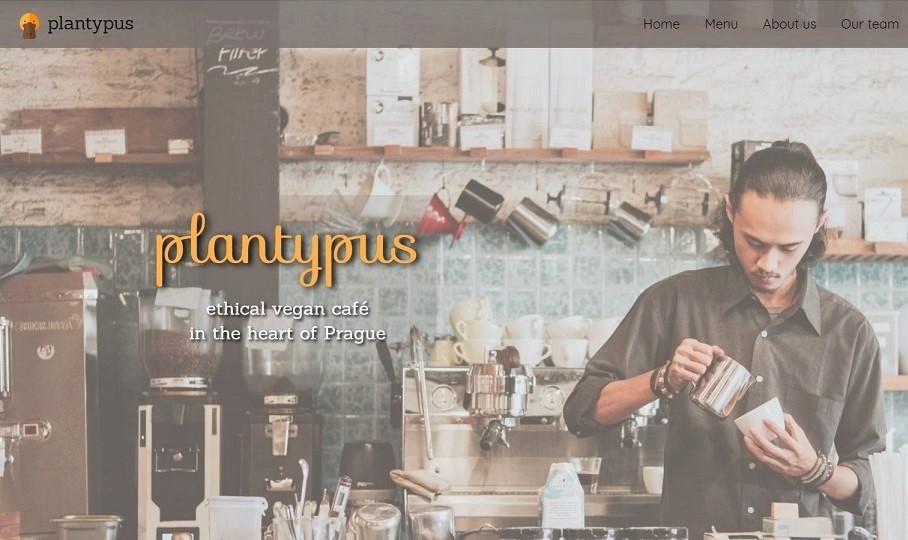 plantypus
Home
Menu
About us
Our team
BREW
FILTER
plantypus
ethical vegan café
in the heart of Prague